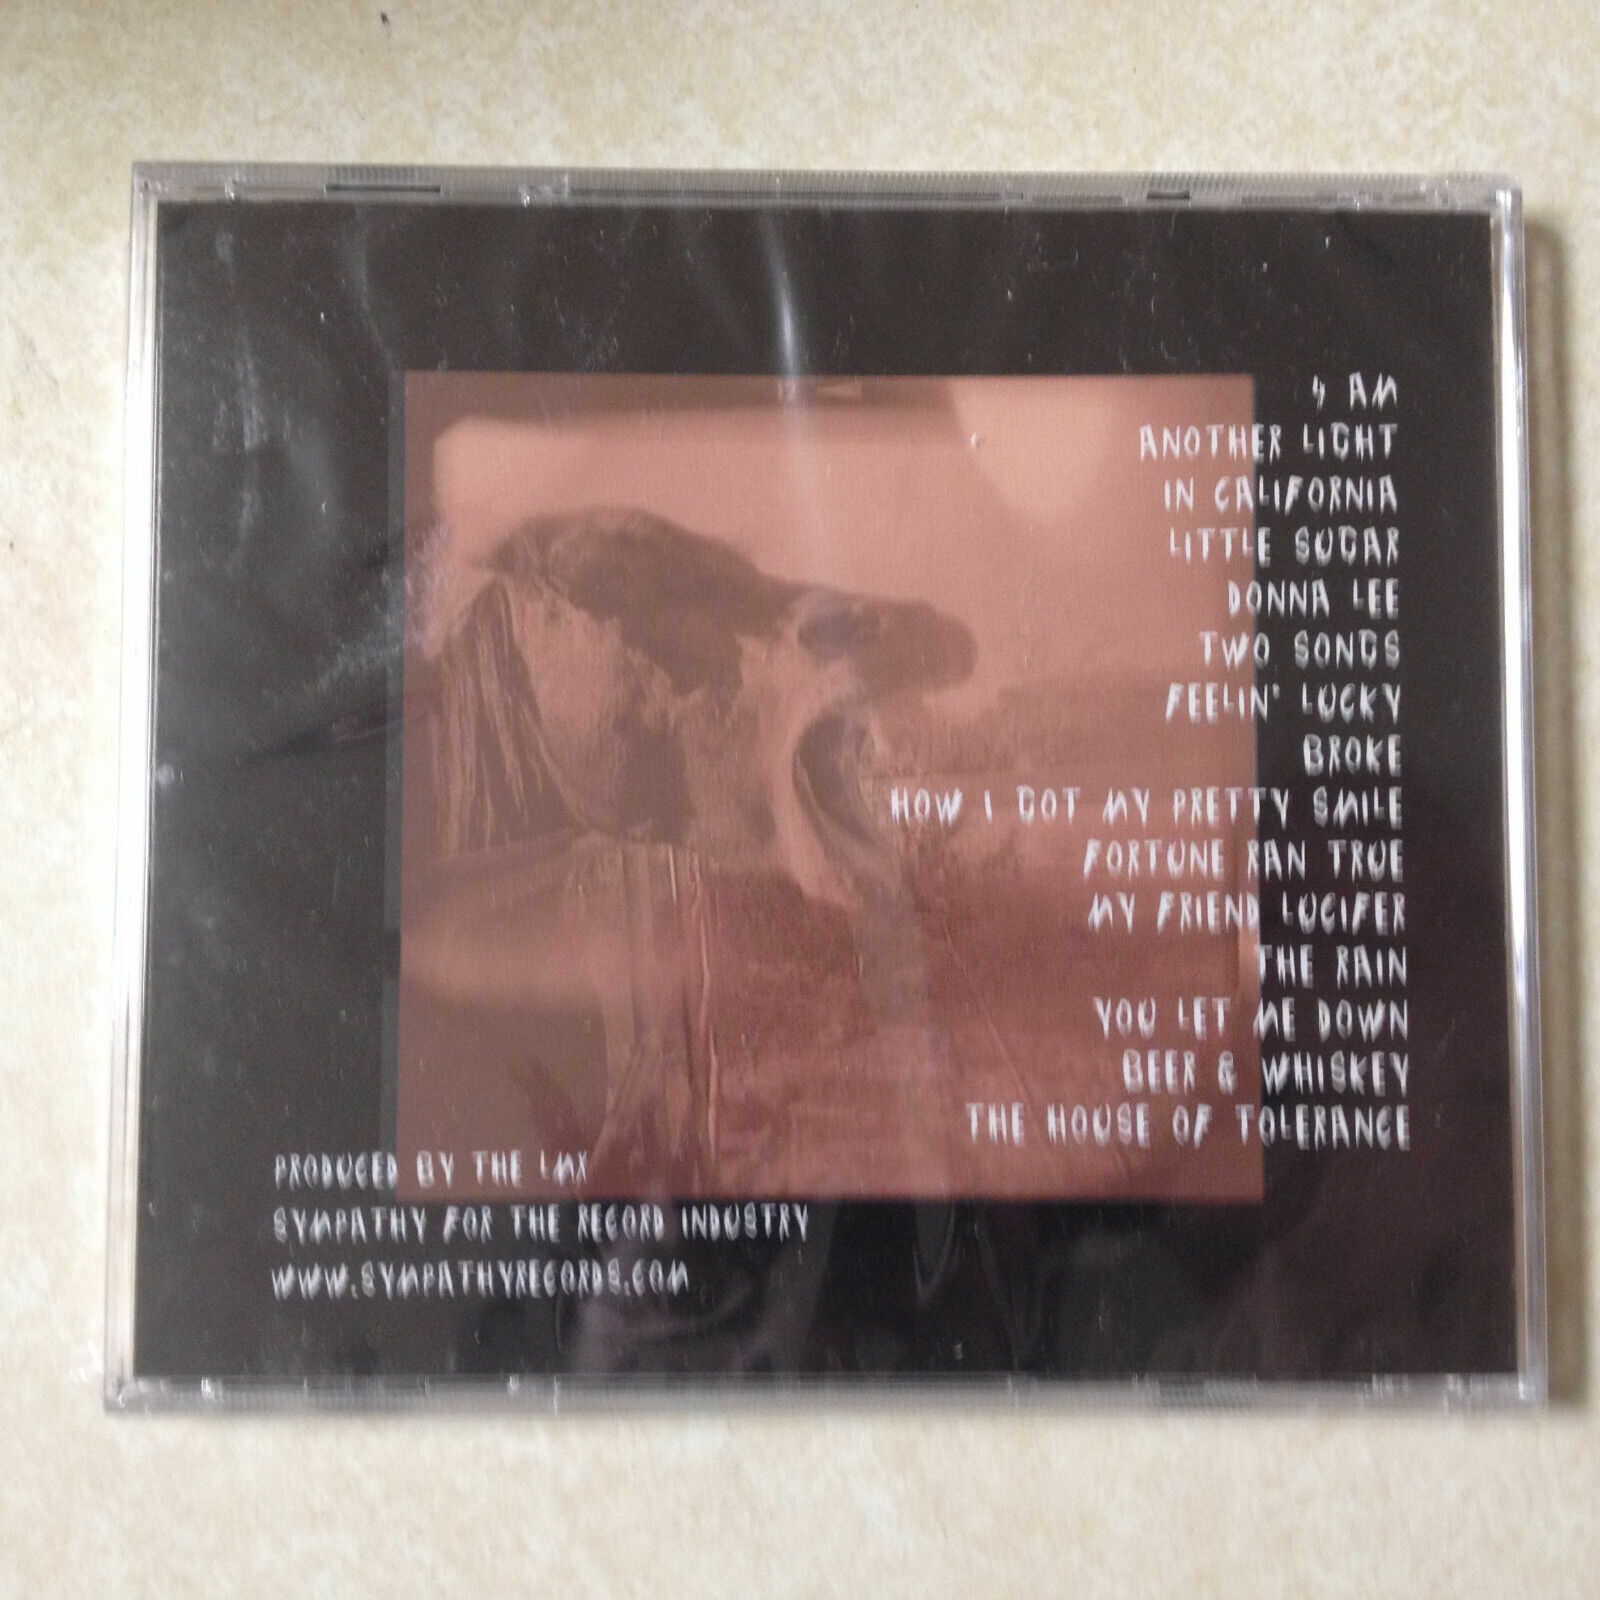 4 AM
ANOTHER LIGHT
IN CALIFORNIA
LITTLE SUGAR
DONNA LEE
TWO SONGS
FEELIN' LUCKY
BROKE
HOW I GOT MY PRETTY SMILE
FORTUNE RAN TRUE
MY FRIEND LUCIFER
THE RAIN
YOU LET ME DOWN
BEER & WHISKEY
THE HOUSE OF TOLERANCE
PRODUCED BY THE LMX
SYMPATHY FOR THE RECORD INDUSTRY
WWW.SYMPATHYRECORDS.COM